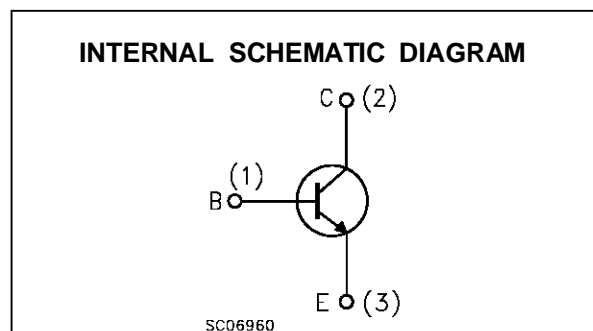 INTERNAL SCHEMATIC DIAGRAM
C (2)
(1)
B
E (3)
SC06960